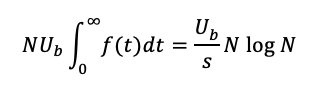 NU_b ∫_0^∞ f(t)dt = U_b/s N log N